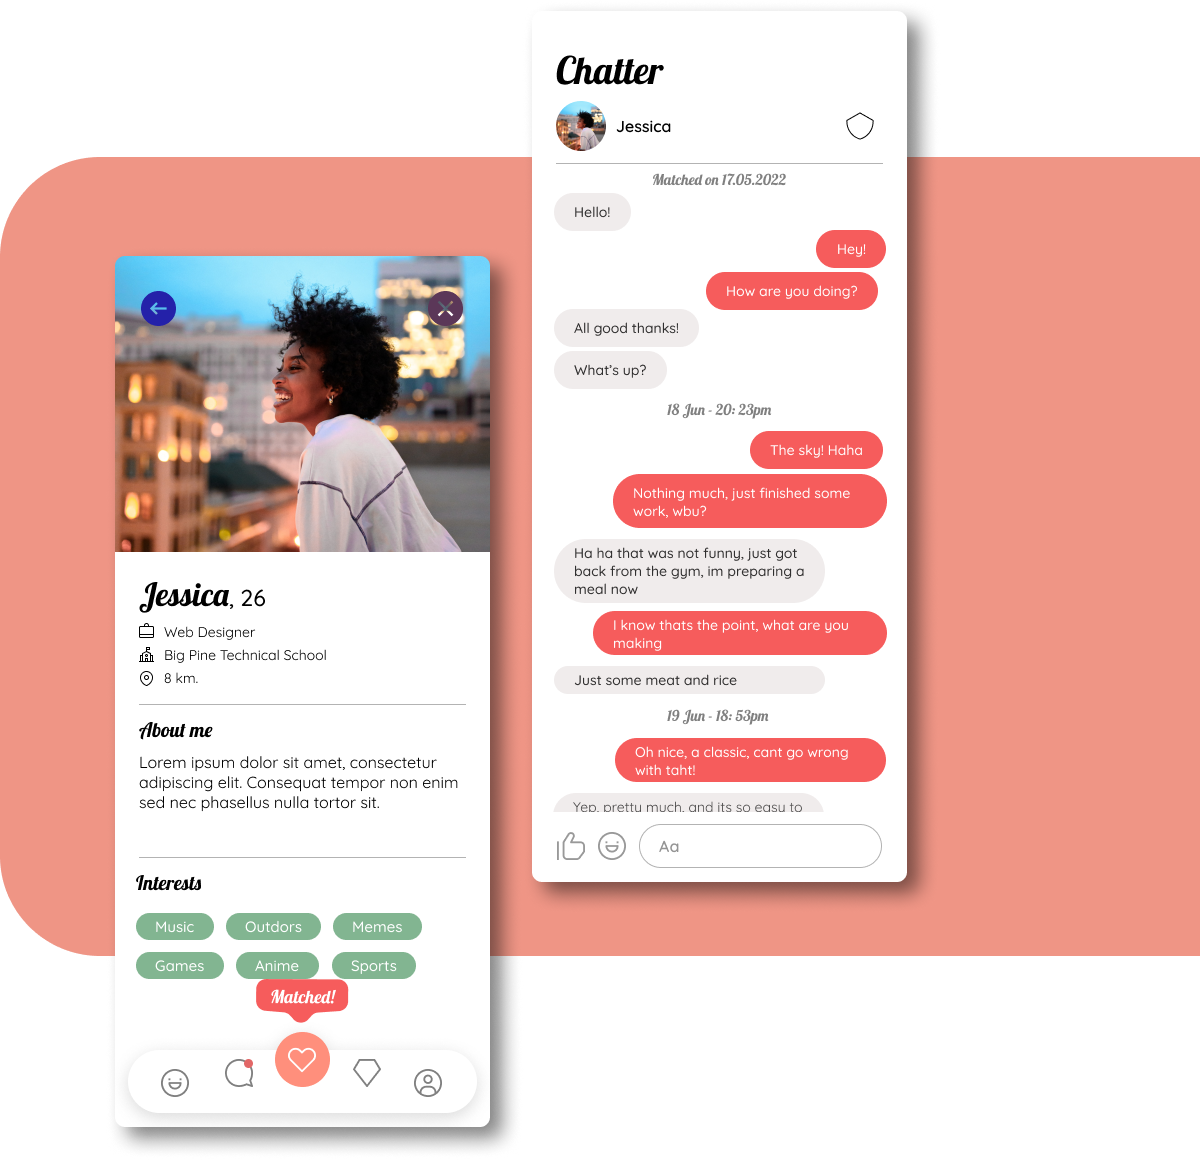 Chatter
Jessica
Matched on 17.05.2022
Hello!
Hey!
How are you doing?
All good thanks!
What's up?
18 Jun - 20: 23pm
The sky! Haha
Nothing much, just finished some
work, wbu?
Ha ha that was not funny, just got
back from the gym, im preparing a
meal now
I know thats the point, what are you
making
Just some meat and rice
19 Jun - 18: 53pm
Oh nice, a classic, cant go wrong
with taht!
Yep, pretty much, and its so easy to
Aa
Jessica, 26
Web Designer
Big Pine Technical School
8 km.
About me
Lorem ipsum dolor sit amet, consectetur
adipiscing elit. Consequat tempor non enim
sed nec phasellus nulla tortor sit.
Interests
Music Outdors Memes
Games Anime Sports
Matched!